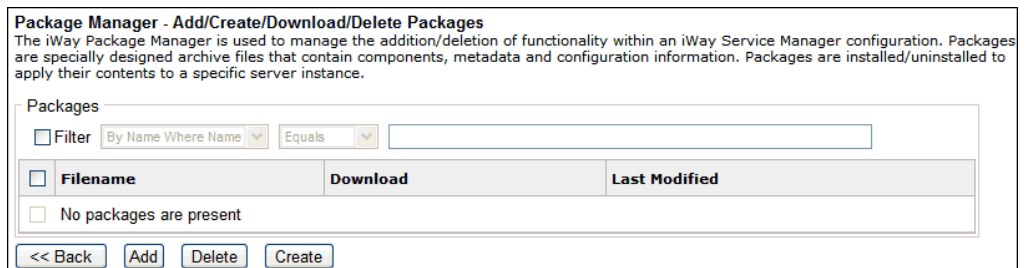 Package Manager - Add/Create/Download/Delete Packages
The iWay Package Manager is used to manage the addition/deletion of functionality within an iWay Service Manager configuration. Packages
are specially designed archive files that contain components, metadata and configuration information. Packages are installed/uninstalled to
apply their contents to a specific server instance.
Packages
Filter By Name Where Name Equals
Filename Download Last Modified
No packages are present
<< Back Add Delete Create